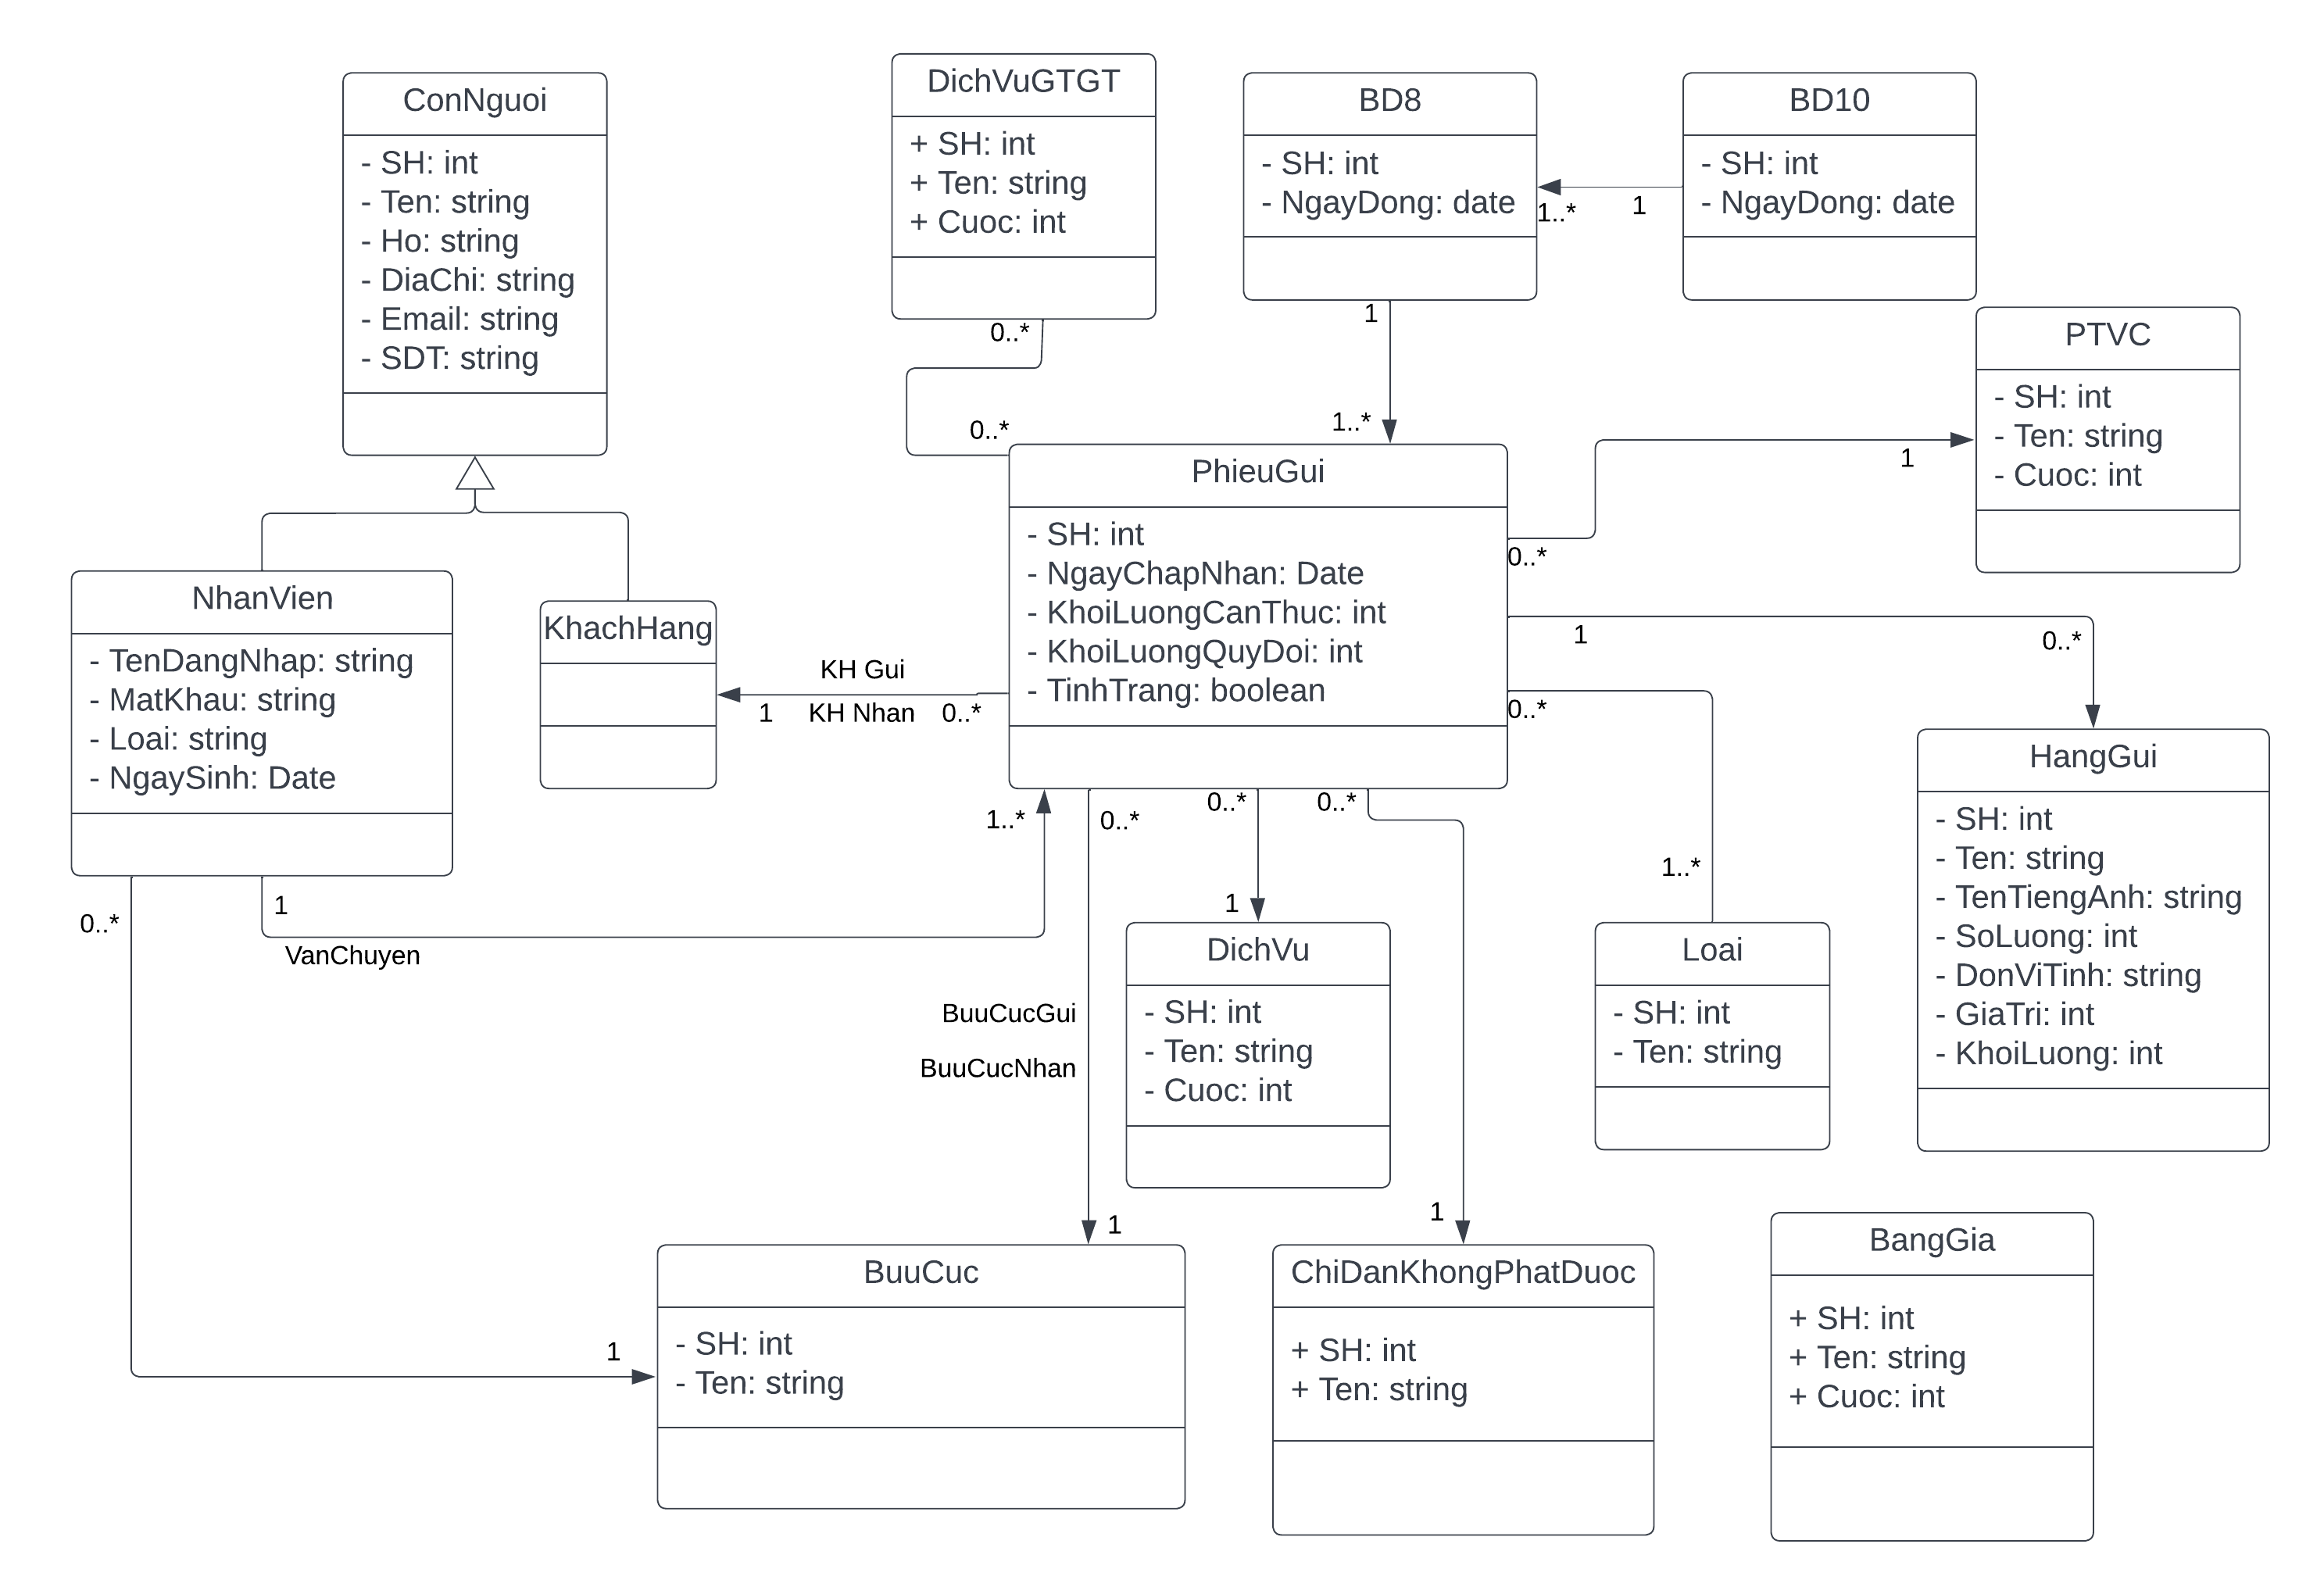 ConNguoi
- SH: int
- Ten: string
- Ho: string
- DiaChi: string
- Email: string
- SDT: string
DichVuGTGT
+ SH: int
+ Ten: string
+ Cuoc: int
0..*
0..*
BD8
- SH: int
- NgayDong: date
1..*
1
BD10
- SH: int
- NgayDong: date
1
1..*
PTVC
- SH: int
- Ten: string
- Cuoc: int
1
0..*
PhieuGui
- SH: int
- NgayChapNhan: Date
- KhoiLuongCanThuc: int
- KhoiLuongQuyDoi: int
- TinhTrang: boolean
NhanVien
- TenDangNhap: string
- MatKhau: string
- Loai: string
- NgaySinh: Date
KhachHang
KH Gui
1
KH Nhan
0..*
1
0..*
0..*
1..*
HangGui
- SH: int
- Ten: string
- TenTiengAnh: string
- SoLuong: int
- DonViTinh: string
- GiaTri: int
- KhoiLuong: int
0..*
1
VanChuyen
1..*
0..*
0..*
0..*
1
DichVu
- SH: int
- Ten: string
- Cuoc: int
Loai
- SH: int
- Ten: string
BuuCucGui
BuuCucNhan
1
1
1
BuuCuc
- SH: int
- Ten: string
ChiDanKhongPhatDuoc
+ SH: int
+ Ten: string
BangGia
+ SH: int
+ Ten: string
+ Cuoc: int